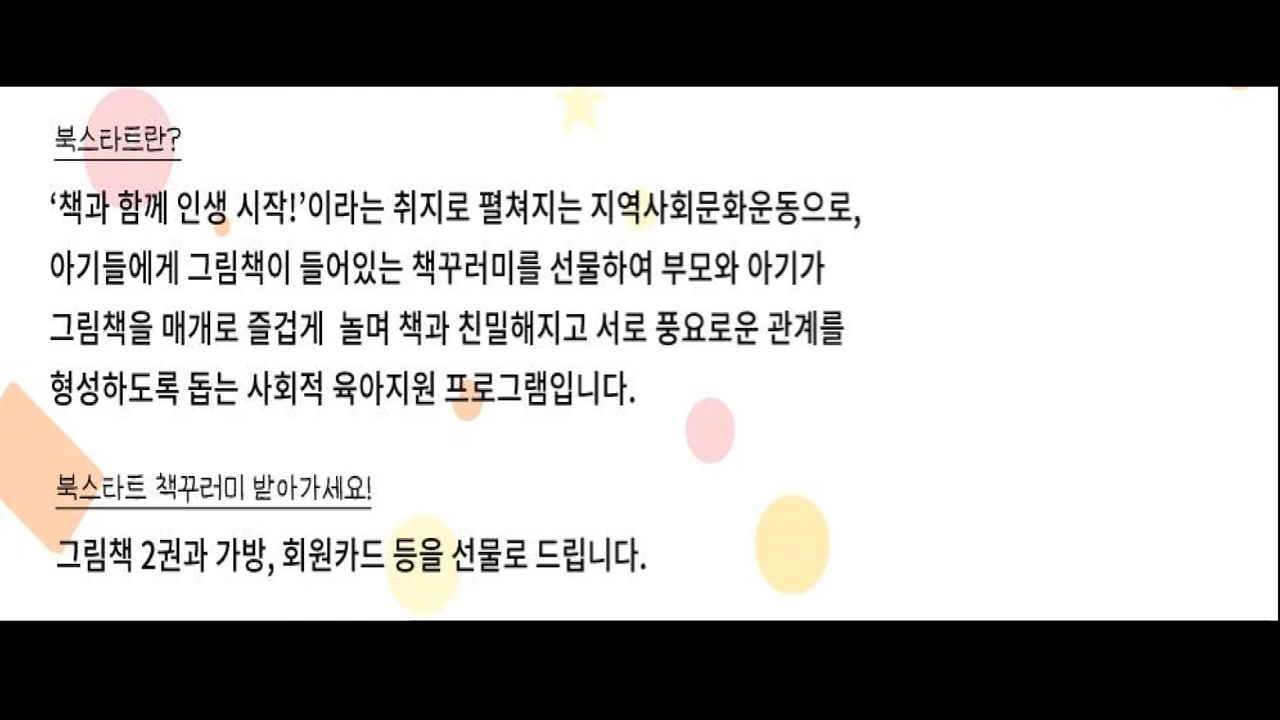 북스타트란?
‘책과 함께 인생 시작!’이라는 취지로 펼쳐지는 지역사회문화운동으로,
아기들에게 그림책이 들어있는 책꾸러미를 선물하여 부모와 아기가
그림책을 매개로 즐겁게 놀며 책과 친밀해지고 서로 풍요로운 관계를
형성하도록 돕는 사회적 육아지원 프로그램입니다.
북스타트 책꾸러미 받아가세요!
그림책 2권과 가방, 회원카드 등을 선물로 드립니다.